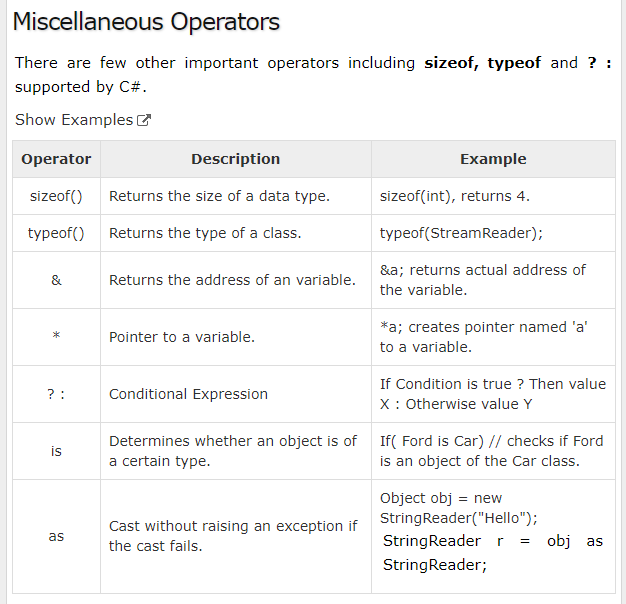 Miscellaneous Operators
There are few other important operators including sizeof, typeof and ? :
supported by C#.
Show Examples
Operator Description Example
sizeof() Returns the size of a data type. sizeof(int), returns 4.
typeof() Returns the type of a class. typeof(StreamReader);
& Returns the address of an variable. &a; returns actual address of
the variable.
* Pointer to a variable. *a; creates pointer named 'a'
to a variable.
? : Conditional Expression If Condition is true ? Then value
X : Otherwise value Y
is Determines whether an object is of
a certain type. If( Ford is Car) // checks if Ford
is an object of the Car class.
as Cast without raising an exception if
the cast fails. Object obj = new
StringReader("Hello");
StringReader r = obj as
StringReader;